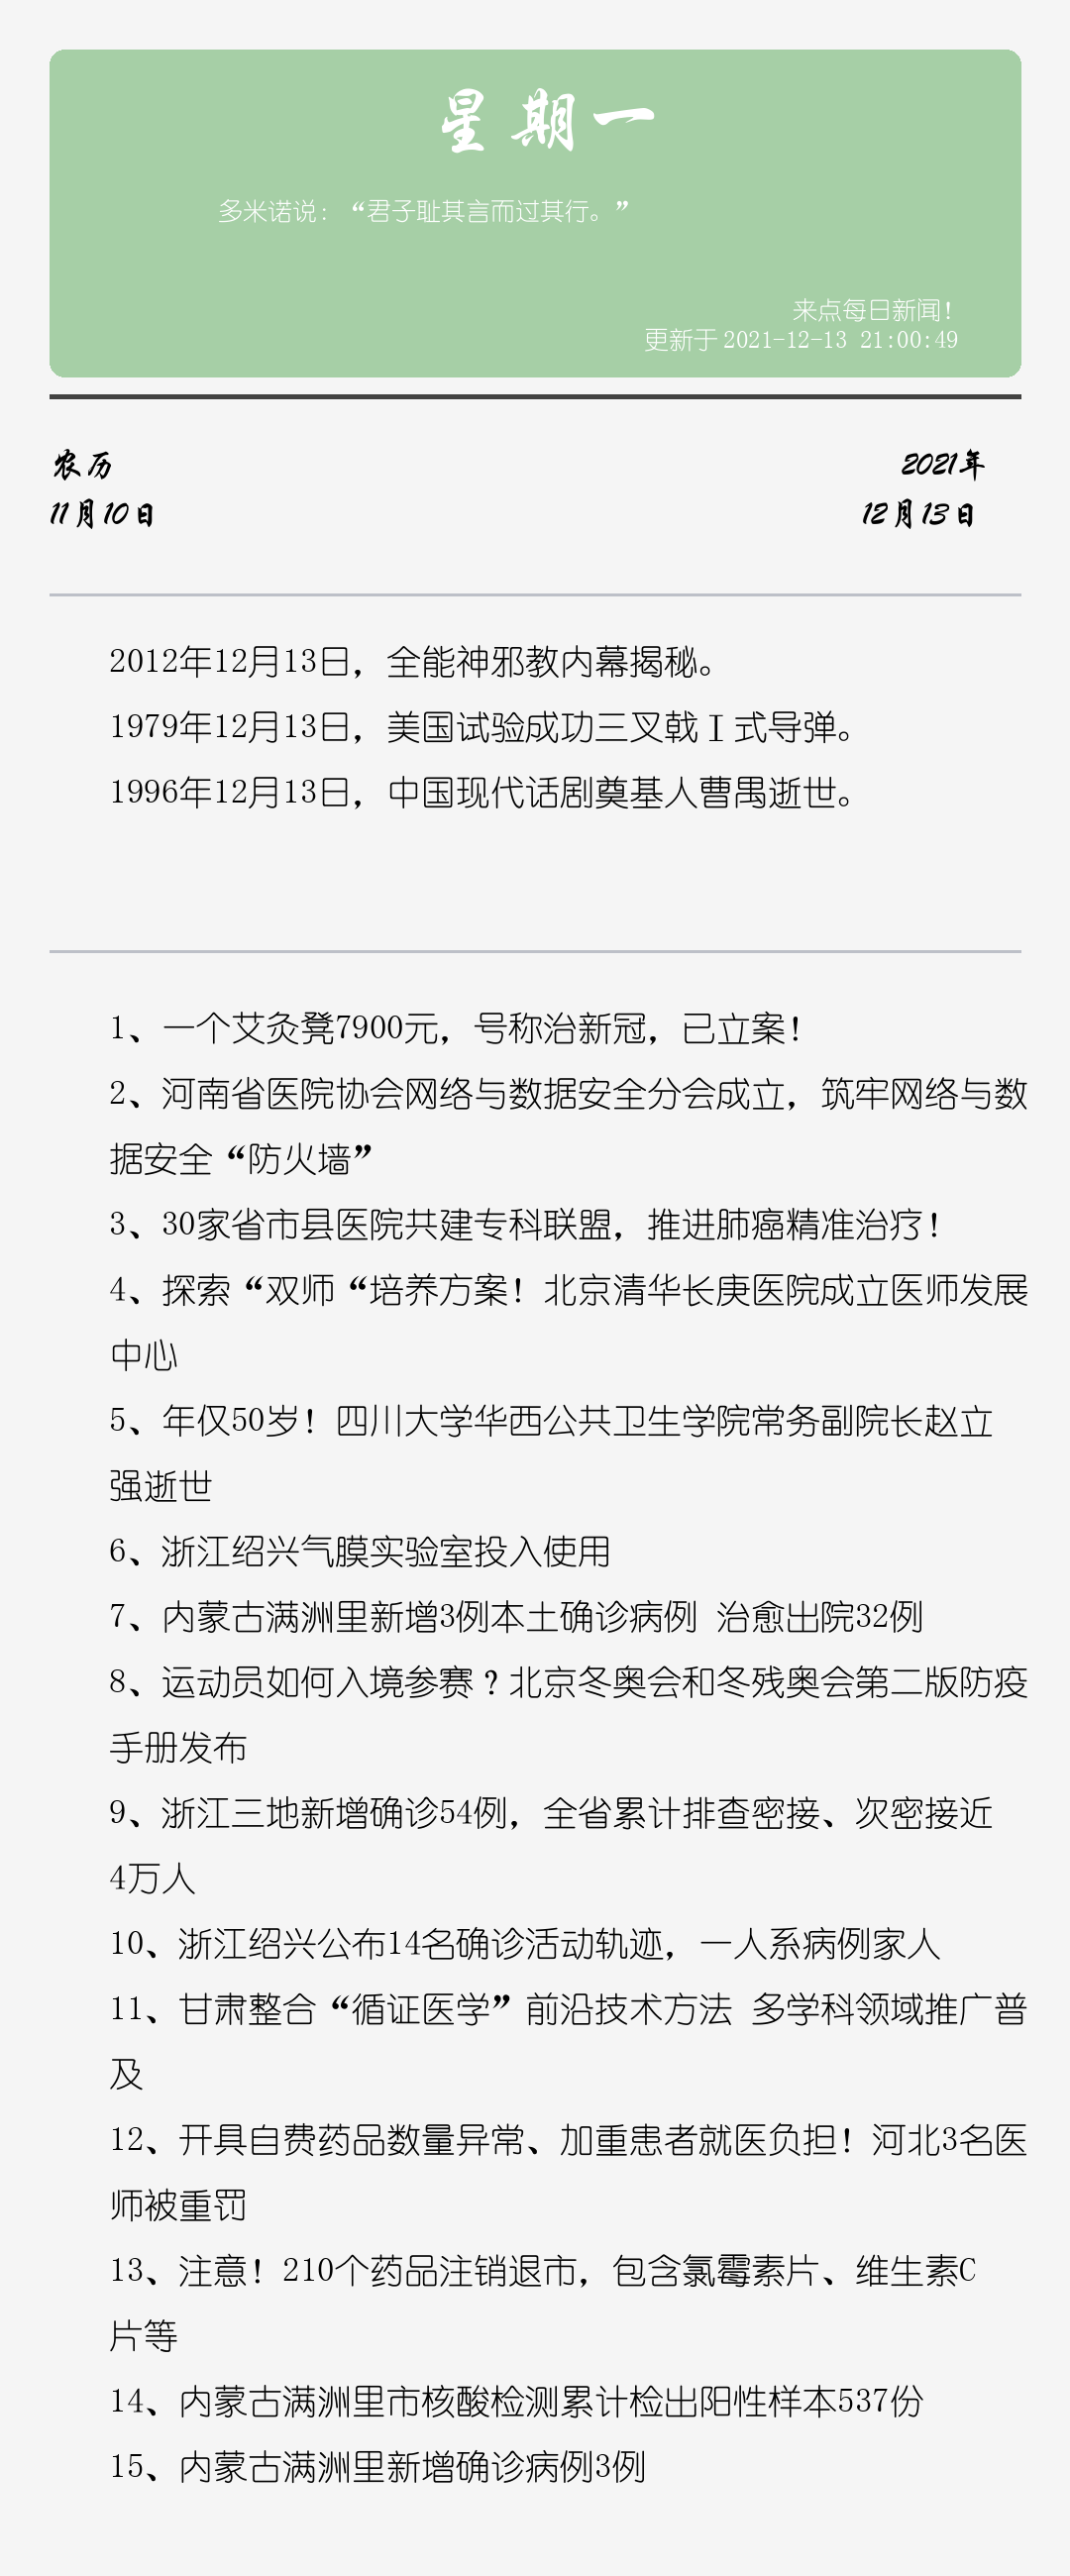 星期一
多米诺说：“君子耻其言而过其行。”
来点每日新闻！
更新于 2021-12-13 21:00:49
农历
2021年
11月10日
12月13日
2012年12月13日，全能神邪教内幕揭秘。
1979年12月13日，美国试验成功三叉戟Ⅰ式导弹。
1996年12月13日，中国现代话剧奠基人曹禺逝世。
1、一个艾灸凳7900元，号称治新冠，已立案！
2、河南省医院协会网络与数据安全分会成立，筑牢网络与数
据安全“防火墙”
3、30家省市县医院共建专科联盟，推进肺癌精准治疗！
4、探索“双师“培养方案！北京清华长庚医院成立医师发展
中心
5、年仅50岁！四川大学华西公共卫生学院常务副院长赵立
强逝世
6、浙江绍兴气膜实验室投入使用
7、内蒙古满洲里新增3例本土确诊病例 治愈出院32例
8、运动员如何入境参赛？北京冬奥会和冬残奥会第二版防疫
手册发布
9、浙江三地新增确诊54例，全省累计排查密接、次密接近
4万人
10、浙江绍兴公布14名确诊活动轨迹，一人系病例家人
11、甘肃整合“循证医学”前沿技术方法 多学科领域推广普
及
12、开具自费药品数量异常、加重患者就医负担！河北3名医
师被重罚
13、注意！210个药品注销退市，包含氯霉素片、维生素C
片等
14、内蒙古满洲里市核酸检测累计检出阳性样本537份
15、内蒙古满洲里新增确诊病例3例